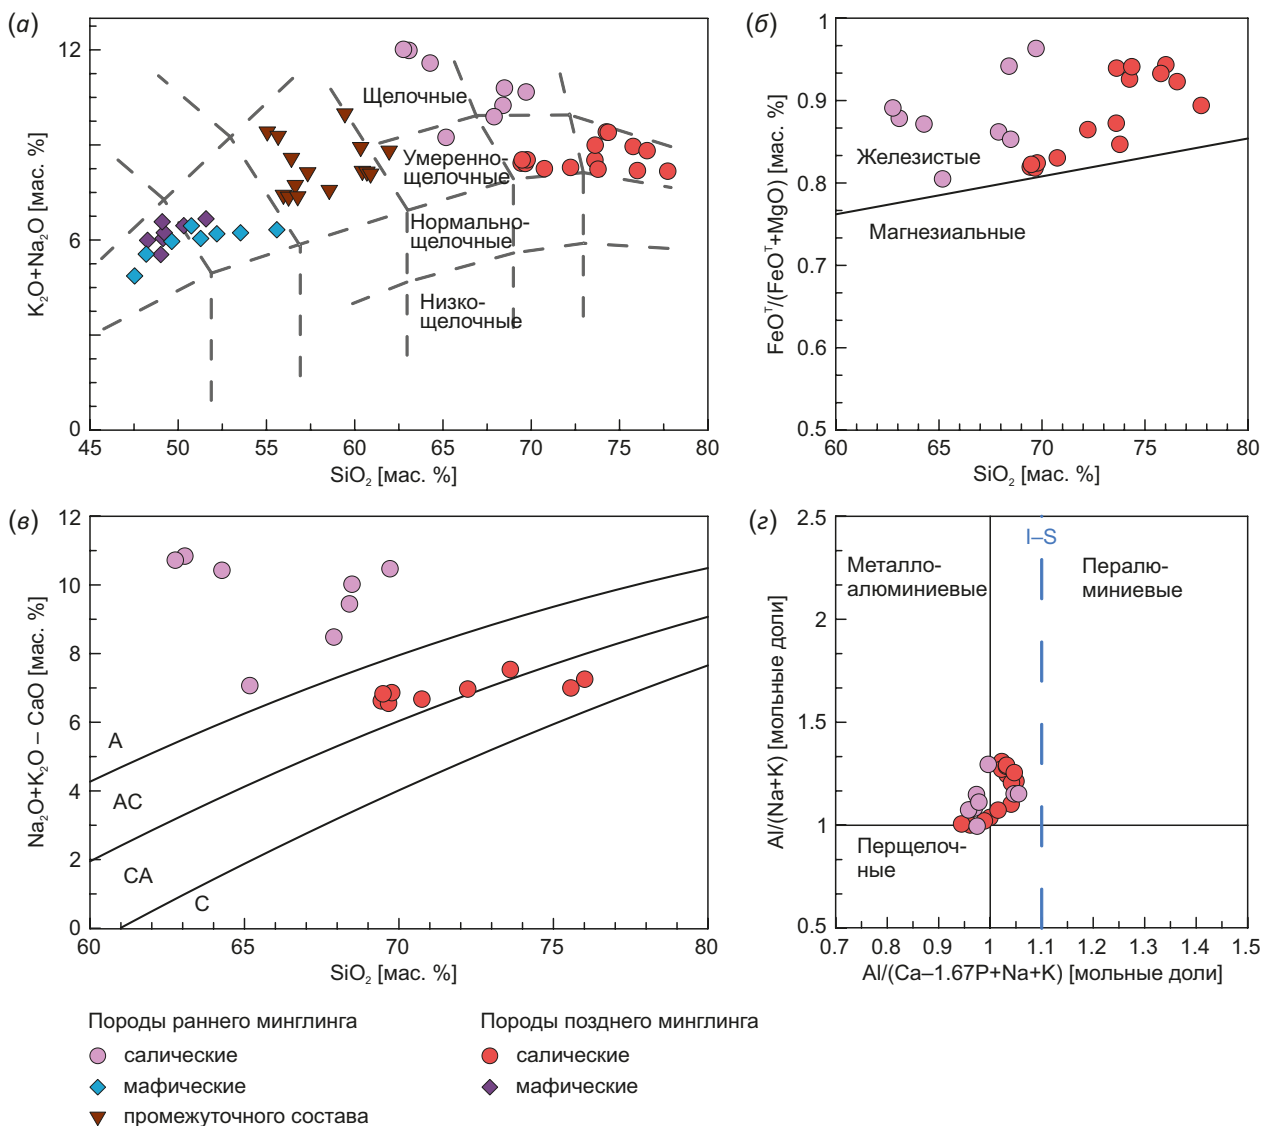 (а)
12
6
0
K₂O+Na₂O [мас. %]
Щелочные
Умеренно-
щелочные
Нормально-
щелочные
Низко-
щелочные
45 50 55 60 65 70 75 80
SiO₂ [мас. %]
(б)
1
0.9
0.8
0.7
0.6
0.5
FeOᵀ/(FeOᵀ+MgO) [мас. %]
Железистые
Магнезиальные
60 65 70 75 80
SiO₂ [мас. %]
(в)
12
10
8
6
4
2
0
Na₂O+K₂O – CaO [мас. %]
A
AC
CA
C
60 65 70 75 80
SiO₂ [мас. %]
(г)
2.5
2
1.5
1
0.5
Al/(Na+K) [мольные доли]
I–S
Металло-
алюминиевые
Пералю-
миниевые
Перщелоч-
ные
0.7 0.8 0.9 1 1.1 1.2 1.3 1.4 1.5
Al/(Ca–1.67P+Na+K) [мольные доли]
Породы раннего минглинга
салические
мафические
промежуточного состава
Породы позднего минглинга
салические
мафические